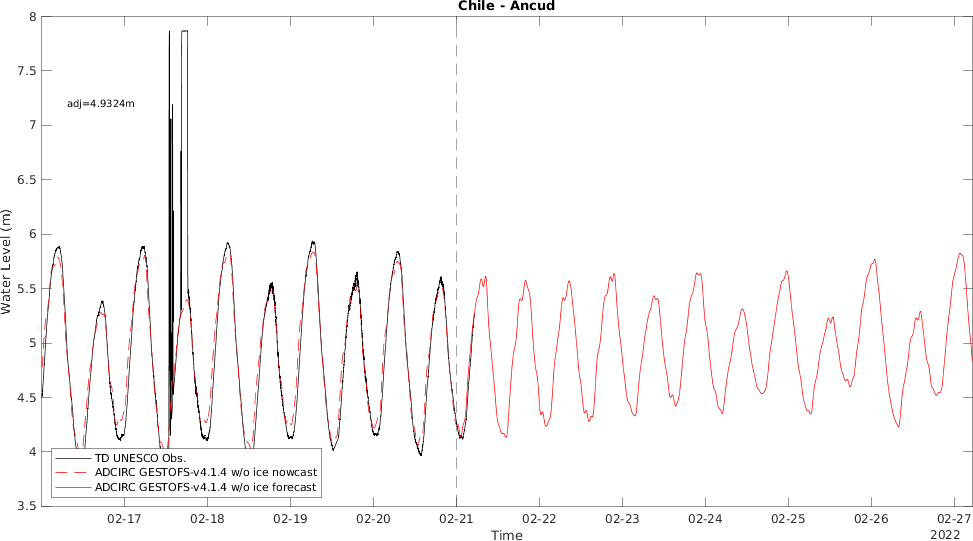 Chile - Ancud
8
7.5
7
6.5
6
5.5
5
4.5
4
3.5
Water Level (m)
adj=4.9324m
TD UNESCO Obs.
ADCIRC GESTOFS-v4.1.4 w/o ice nowcast
ADCIRC GESTOFS-v4.1.4 w/o ice forecast
02-17 02-18 02-19 02-20 02-21 02-22 02-23 02-24 02-25 02-26 02-27
Time
2022